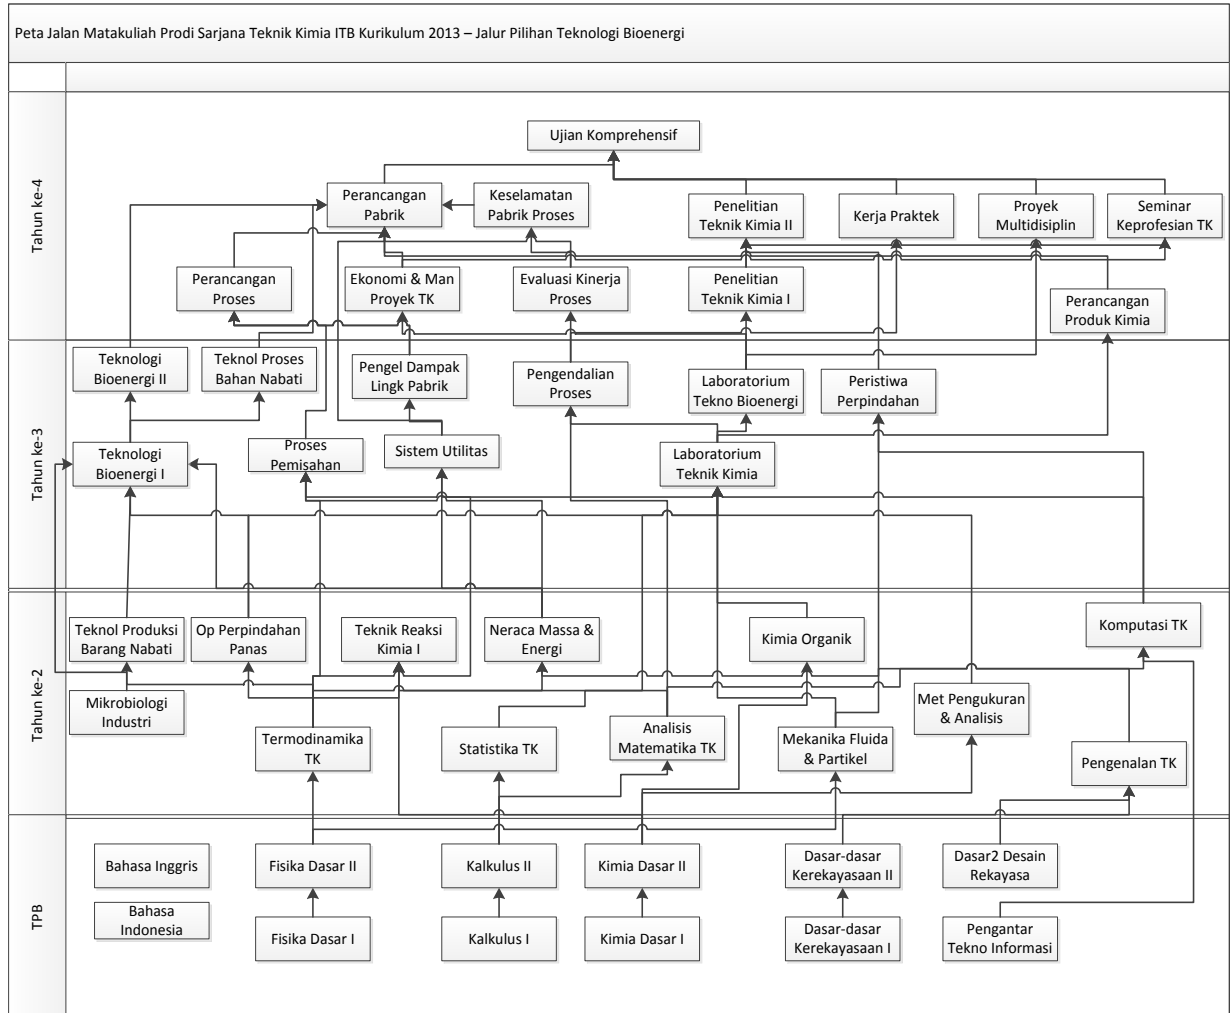 Peta Jalan Matakuliah Prodi Sarjana Teknik Kimia ITB Kurikulum 2013 – Jalur Pilihan Teknologi Bioenergi
Tahun ke-4
Ujian Komprehensif
Perancangan
Pabrik
Keselamatan
Pabrik Proses
Penelitian
Teknik Kimia II
Kerja Praktek
Proyek
Multidisiplin
Seminar
Keprofesian TK
Perancangan
Proses
Ekonomi & Man
Proyek TK
Evaluasi Kinerja
Proses
Penelitian
Teknik Kimia I
Perancangan
Produk Kimia
Tahun ke-3
Teknologi
Bioenergi II
Teknol Proses
Bahan Nabati
Pengel Dampak
Lingk Pabrik
Pengendalian
Proses
Laboratorium
Tekno Bioenergi
Peristiwa
Perpindahan
Teknologi
Bioenergi I
Proses
Pemisahan
Sistem Utilitas
Laboratorium
Teknik Kimia
Tahun ke-2
Teknol Produksi
Barang Nabati
Op Perpindahan
Panas
Teknik Reaksi
Kimia I
Neraca Massa &
Energi
Kimia Organik
Komputasi TK
Mikrobiologi
Industri
Termodinamika
TK
Statistika TK
Analisis
Matematika TK
Mekanika Fluida
& Partikel
Met Pengukuran
& Analisis
Pengenalan TK
TPB
Bahasa Inggris
Fisika Dasar II
Kalkulus II
Kimia Dasar II
Dasar-dasar
Kerekayasaan II
Dasar2 Desain
Rekayasa
Bahasa
Indonesia
Fisika Dasar I
Kalkulus I
Kimia Dasar I
Dasar-dasar
Kerekayasaan I
Pengantar
Tekno Informasi